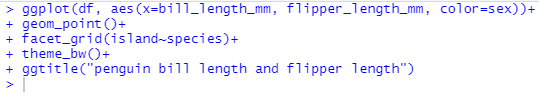 > ggplot(df, aes(x=bill_length_mm, flipper_length_mm, color=sex))+
+ geom_point()+
+ facet_grid(island~species)+
+ theme_bw()+
+ ggtitle("penguin bill length and flipper length")
>